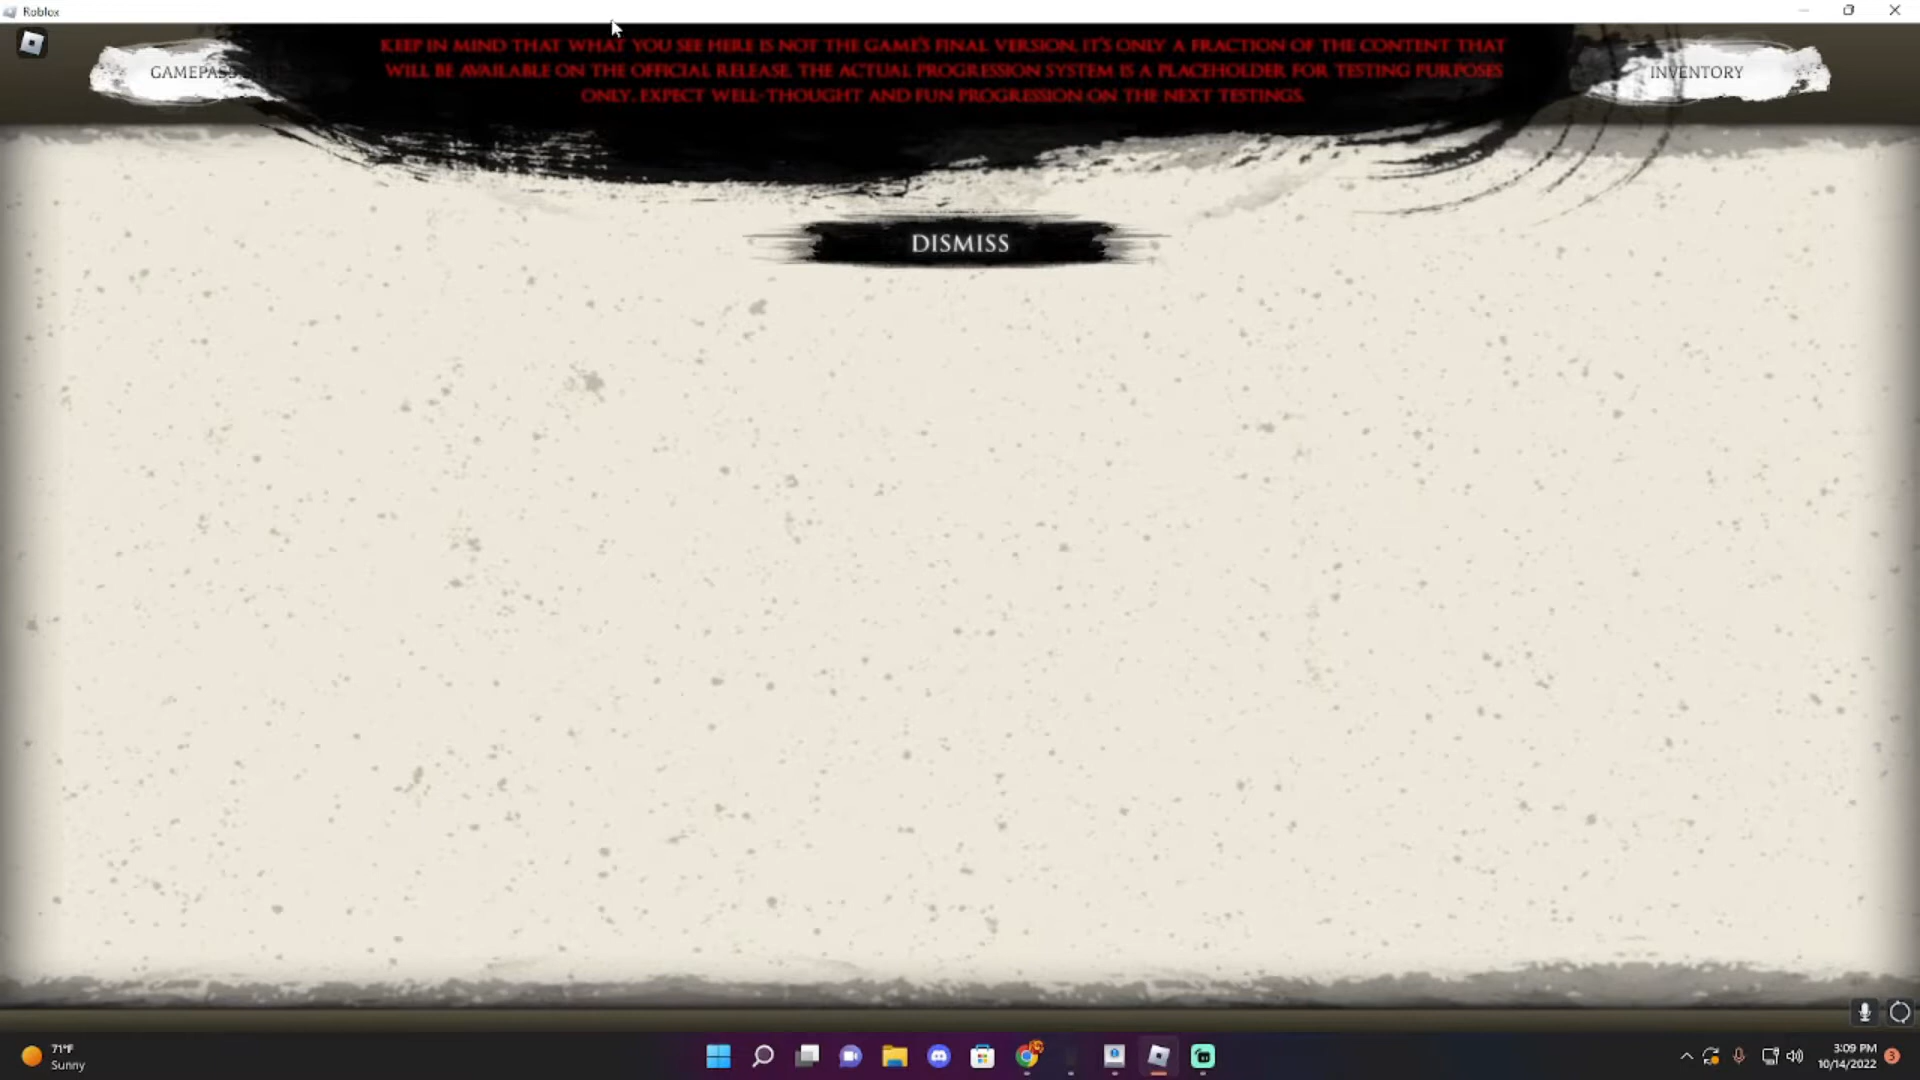 Roblox
KEEP IN MIND THAT WHAT YOU SEE HERE IS NOT THE GAME'S FINAL VERSION, IT'S ONLY A FRACTION OF THE CONTENT THAT
WILL BE AVAILABLE ON THE OFFICIAL RELEASE. THE ACTUAL PROGRESSION SYSTEM IS A PLACEHOLDER FOR TESTING PURPOSES
ONLY. EXPECT WELL-THOUGHT AND FUN PROGRESSION ON THE NEXT TESTINGS.
GAMEPASS
INVENTORY
DISMISS
71°F
Sunny
3:09 PM
10/14/2022
3